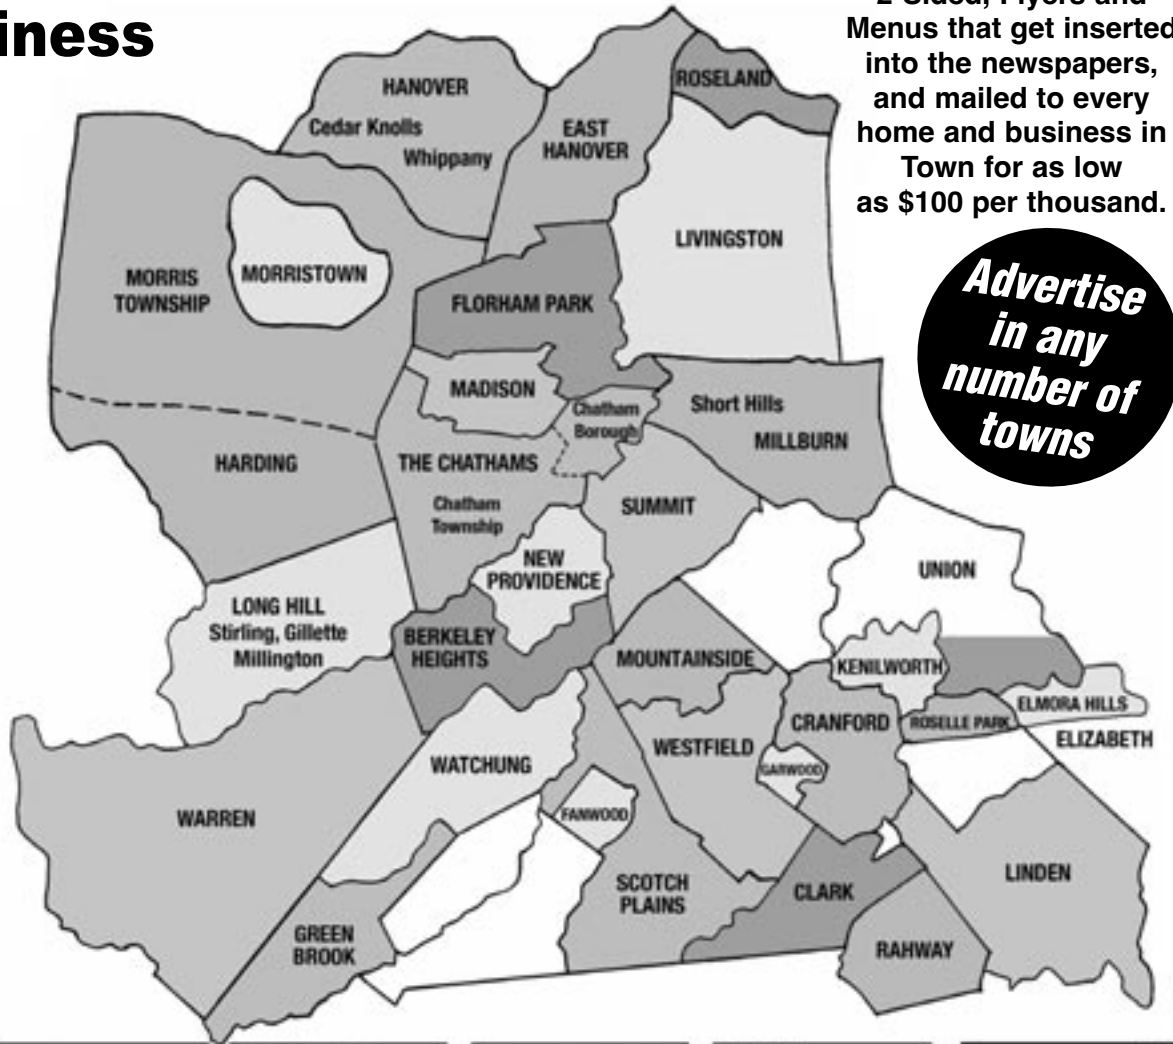 iness
2-Sided, Flyers and
Menus that get inserted
into the newspapers,
and mailed to every
home and business in
Town for as low
as $100 per thousand.
Advertise
in any
number of
towns
HANOVER
Cedar Knolls
Whippany
EAST
HANOVER
ROSELAND
LIVINGSTON
MORRIS
TOWNSHIP
MORRISTOWN
FLORHAM PARK
MADISON
Chatham
Borough
Short Hills
MILLBURN
HARDING
THE CHATHAMS
Chatham
Township
SUMMIT
NEW
PROVIDENCE
UNION
LONG HILL
Stirling, Gillette
Millington
BERKELEY
HEIGHTS
MOUNTAINSIDE
KENILWORTH
ELMORA HILLS
ROSELLE PARK
ELIZABETH
CRANFORD
WESTFIELD
GARWOOD
WATCHUNG
WARREN
FANWOOD
SCOTCH
PLAINS
CLARK
LINDEN
GREEN
BROOK
RAHWAY